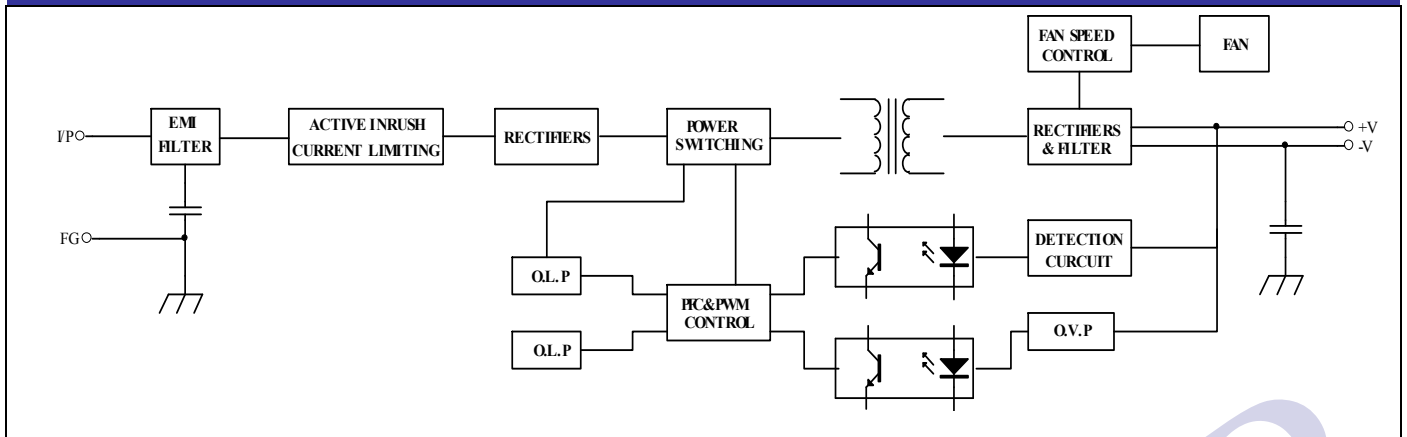 FAN SPEED
CONTROL
FAN
I/P
EMI
FILTER
ACTIVE INRUSH
CURRENT LIMITING
RECTIFIERS
POWER
SWITCHING
RECTIFIERS
& FILTER
+V
-V
FG
O.L.P
PFC&PWM
CONTROL
DETECTION
CURCUIT
O.L.P
O.V.P